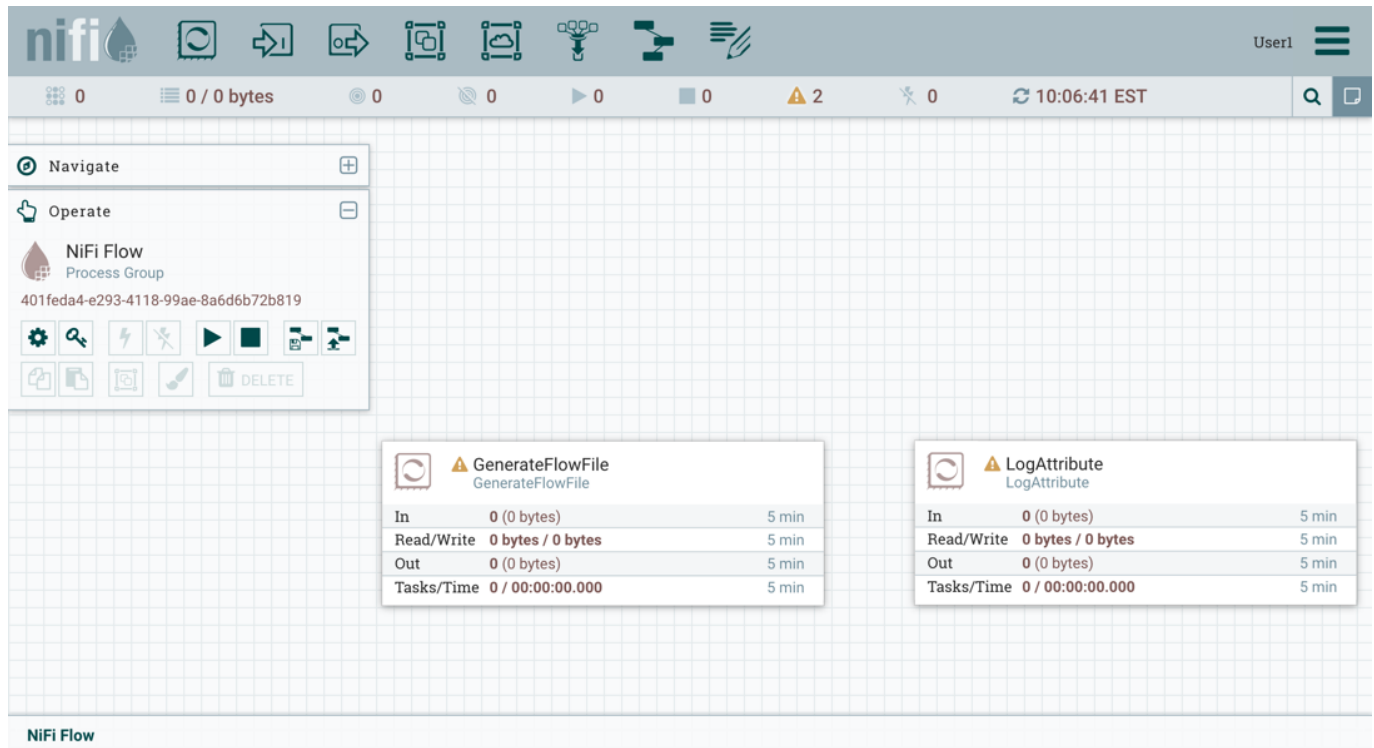 nifi
User1
0 0 / 0 bytes 0 0 0 0 2 0 10:06:41 EST
Navigate
Operate
NiFi Flow
Process Group
401feda4-e293-4118-99ae-8a6d6b72b819
DELETE
GenerateFlowFile
GenerateFlowFile
In 0 (0 bytes) 5 min
Read/Write 0 bytes / 0 bytes 5 min
Out 0 (0 bytes) 5 min
Tasks/Time 0 / 00:00:00.000 5 min
LogAttribute
LogAttribute
In 0 (0 bytes) 5 min
Read/Write 0 bytes / 0 bytes 5 min
Out 0 (0 bytes) 5 min
Tasks/Time 0 / 00:00:00.000 5 min
NiFi Flow